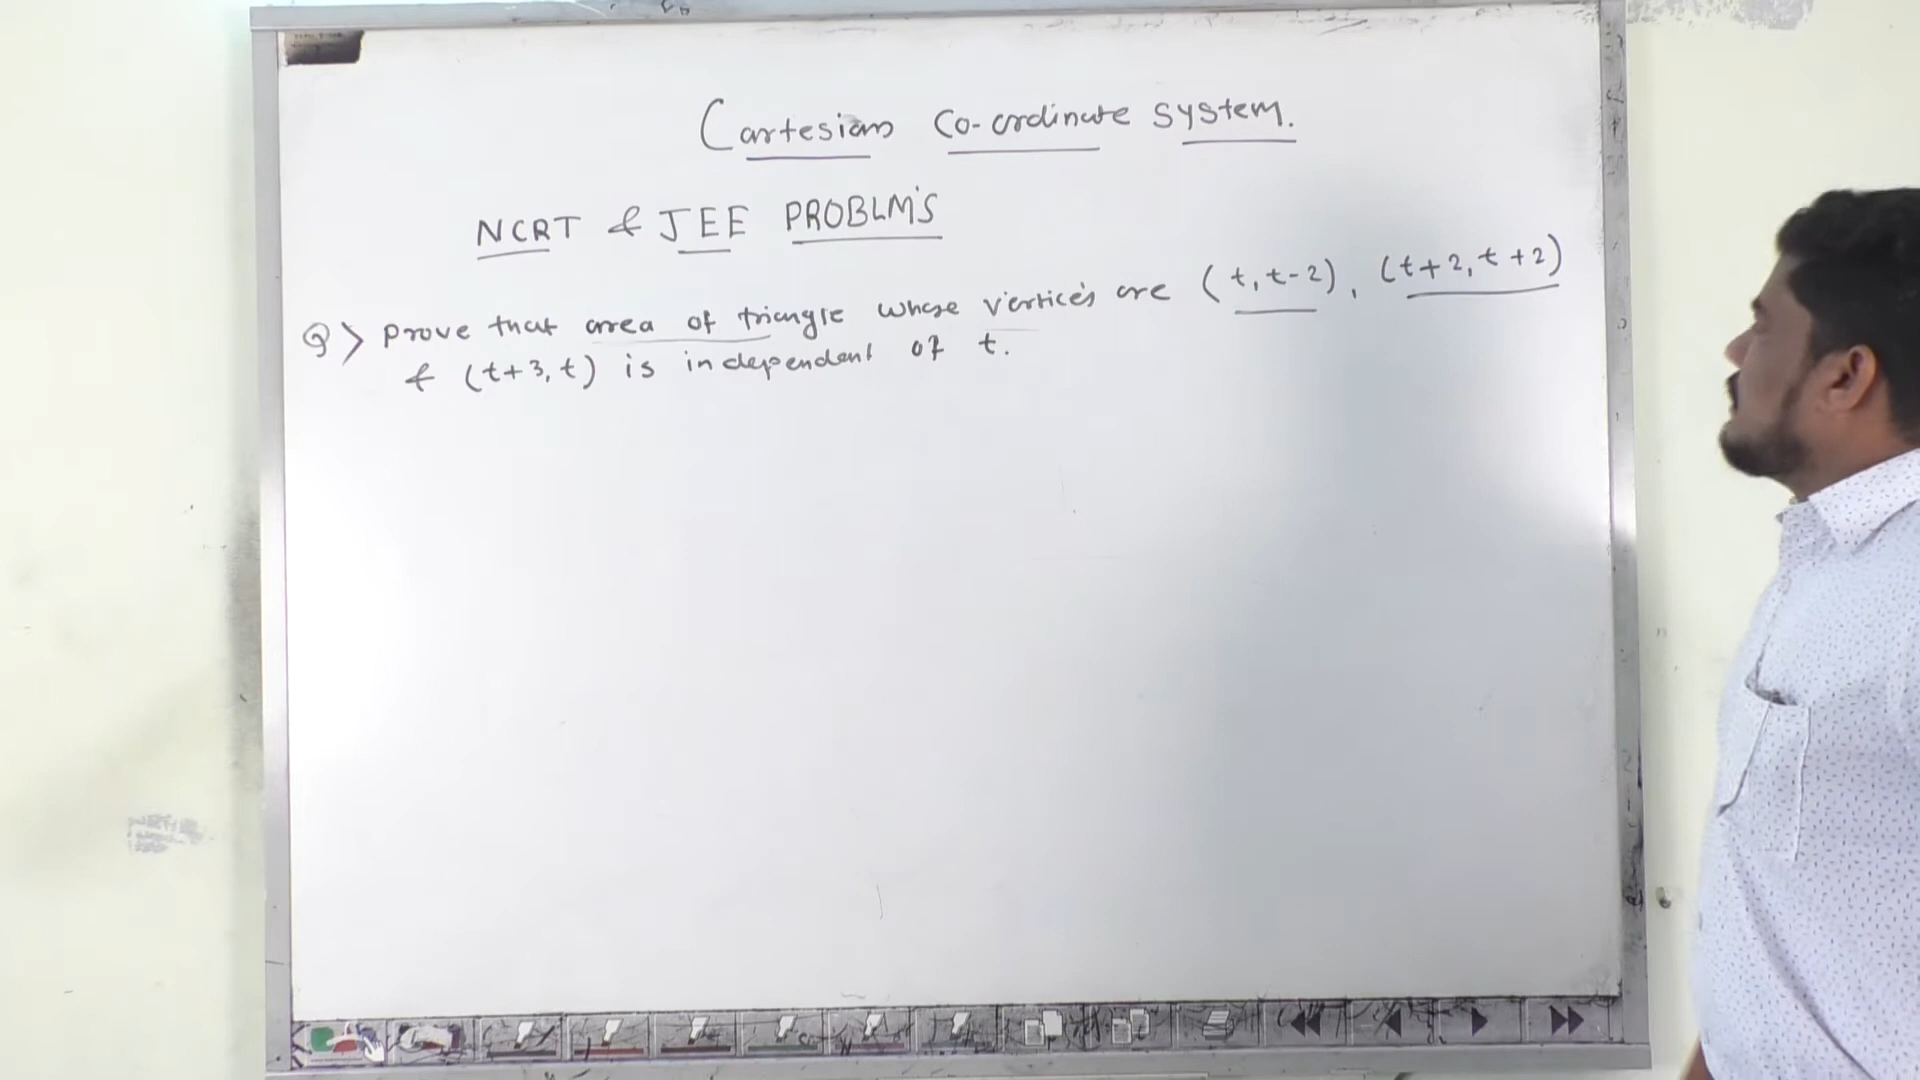 Cartesian Co-ordinate system.
NCRT & JEE PROBLM'S
Q> prove that area of triangle whose vertices are (t, t-2), (t+2, t+2)
& (t+3, t) is independent of t.